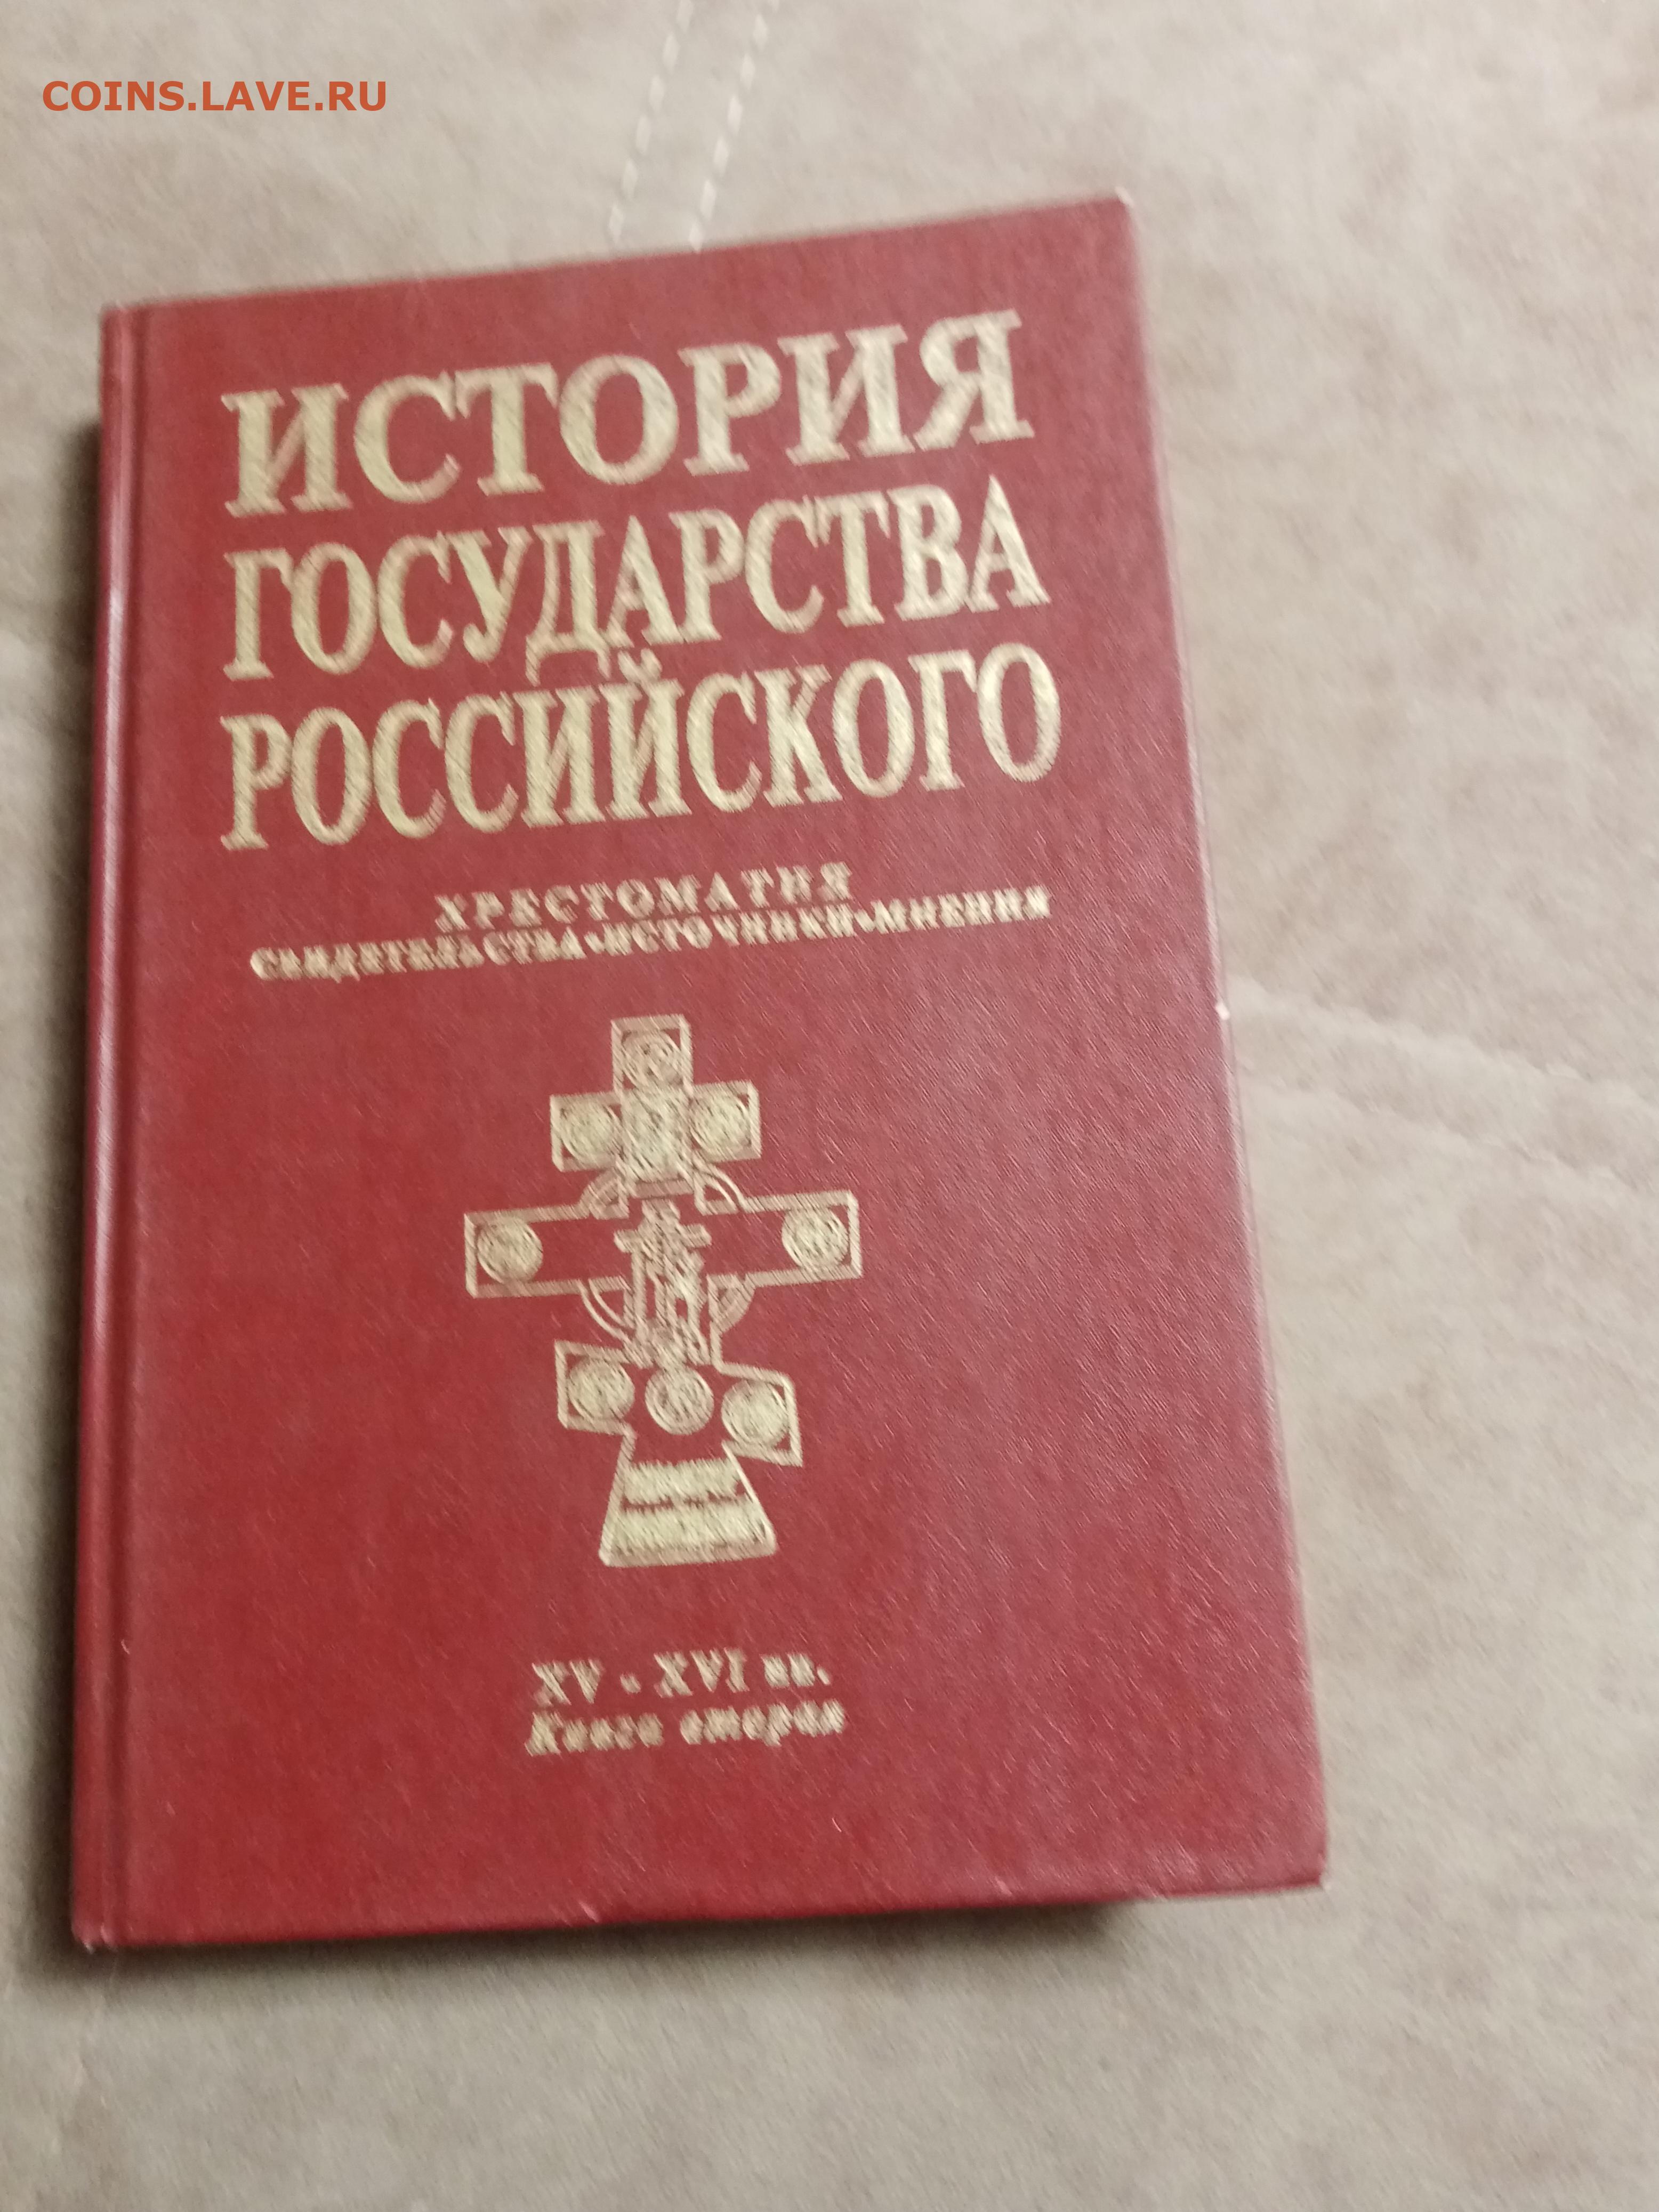 COINS.LAVE.RU
ИСТОРИЯ
ГОСУДАРСТВА
РОССИЙСКОГО
ХРЕСТОМАТИЯ
СВИДЕТЕЛЬСТВА•ИСТОЧНИКИ•МНЕНИЯ
XV - XVI вв.
Книга вторая